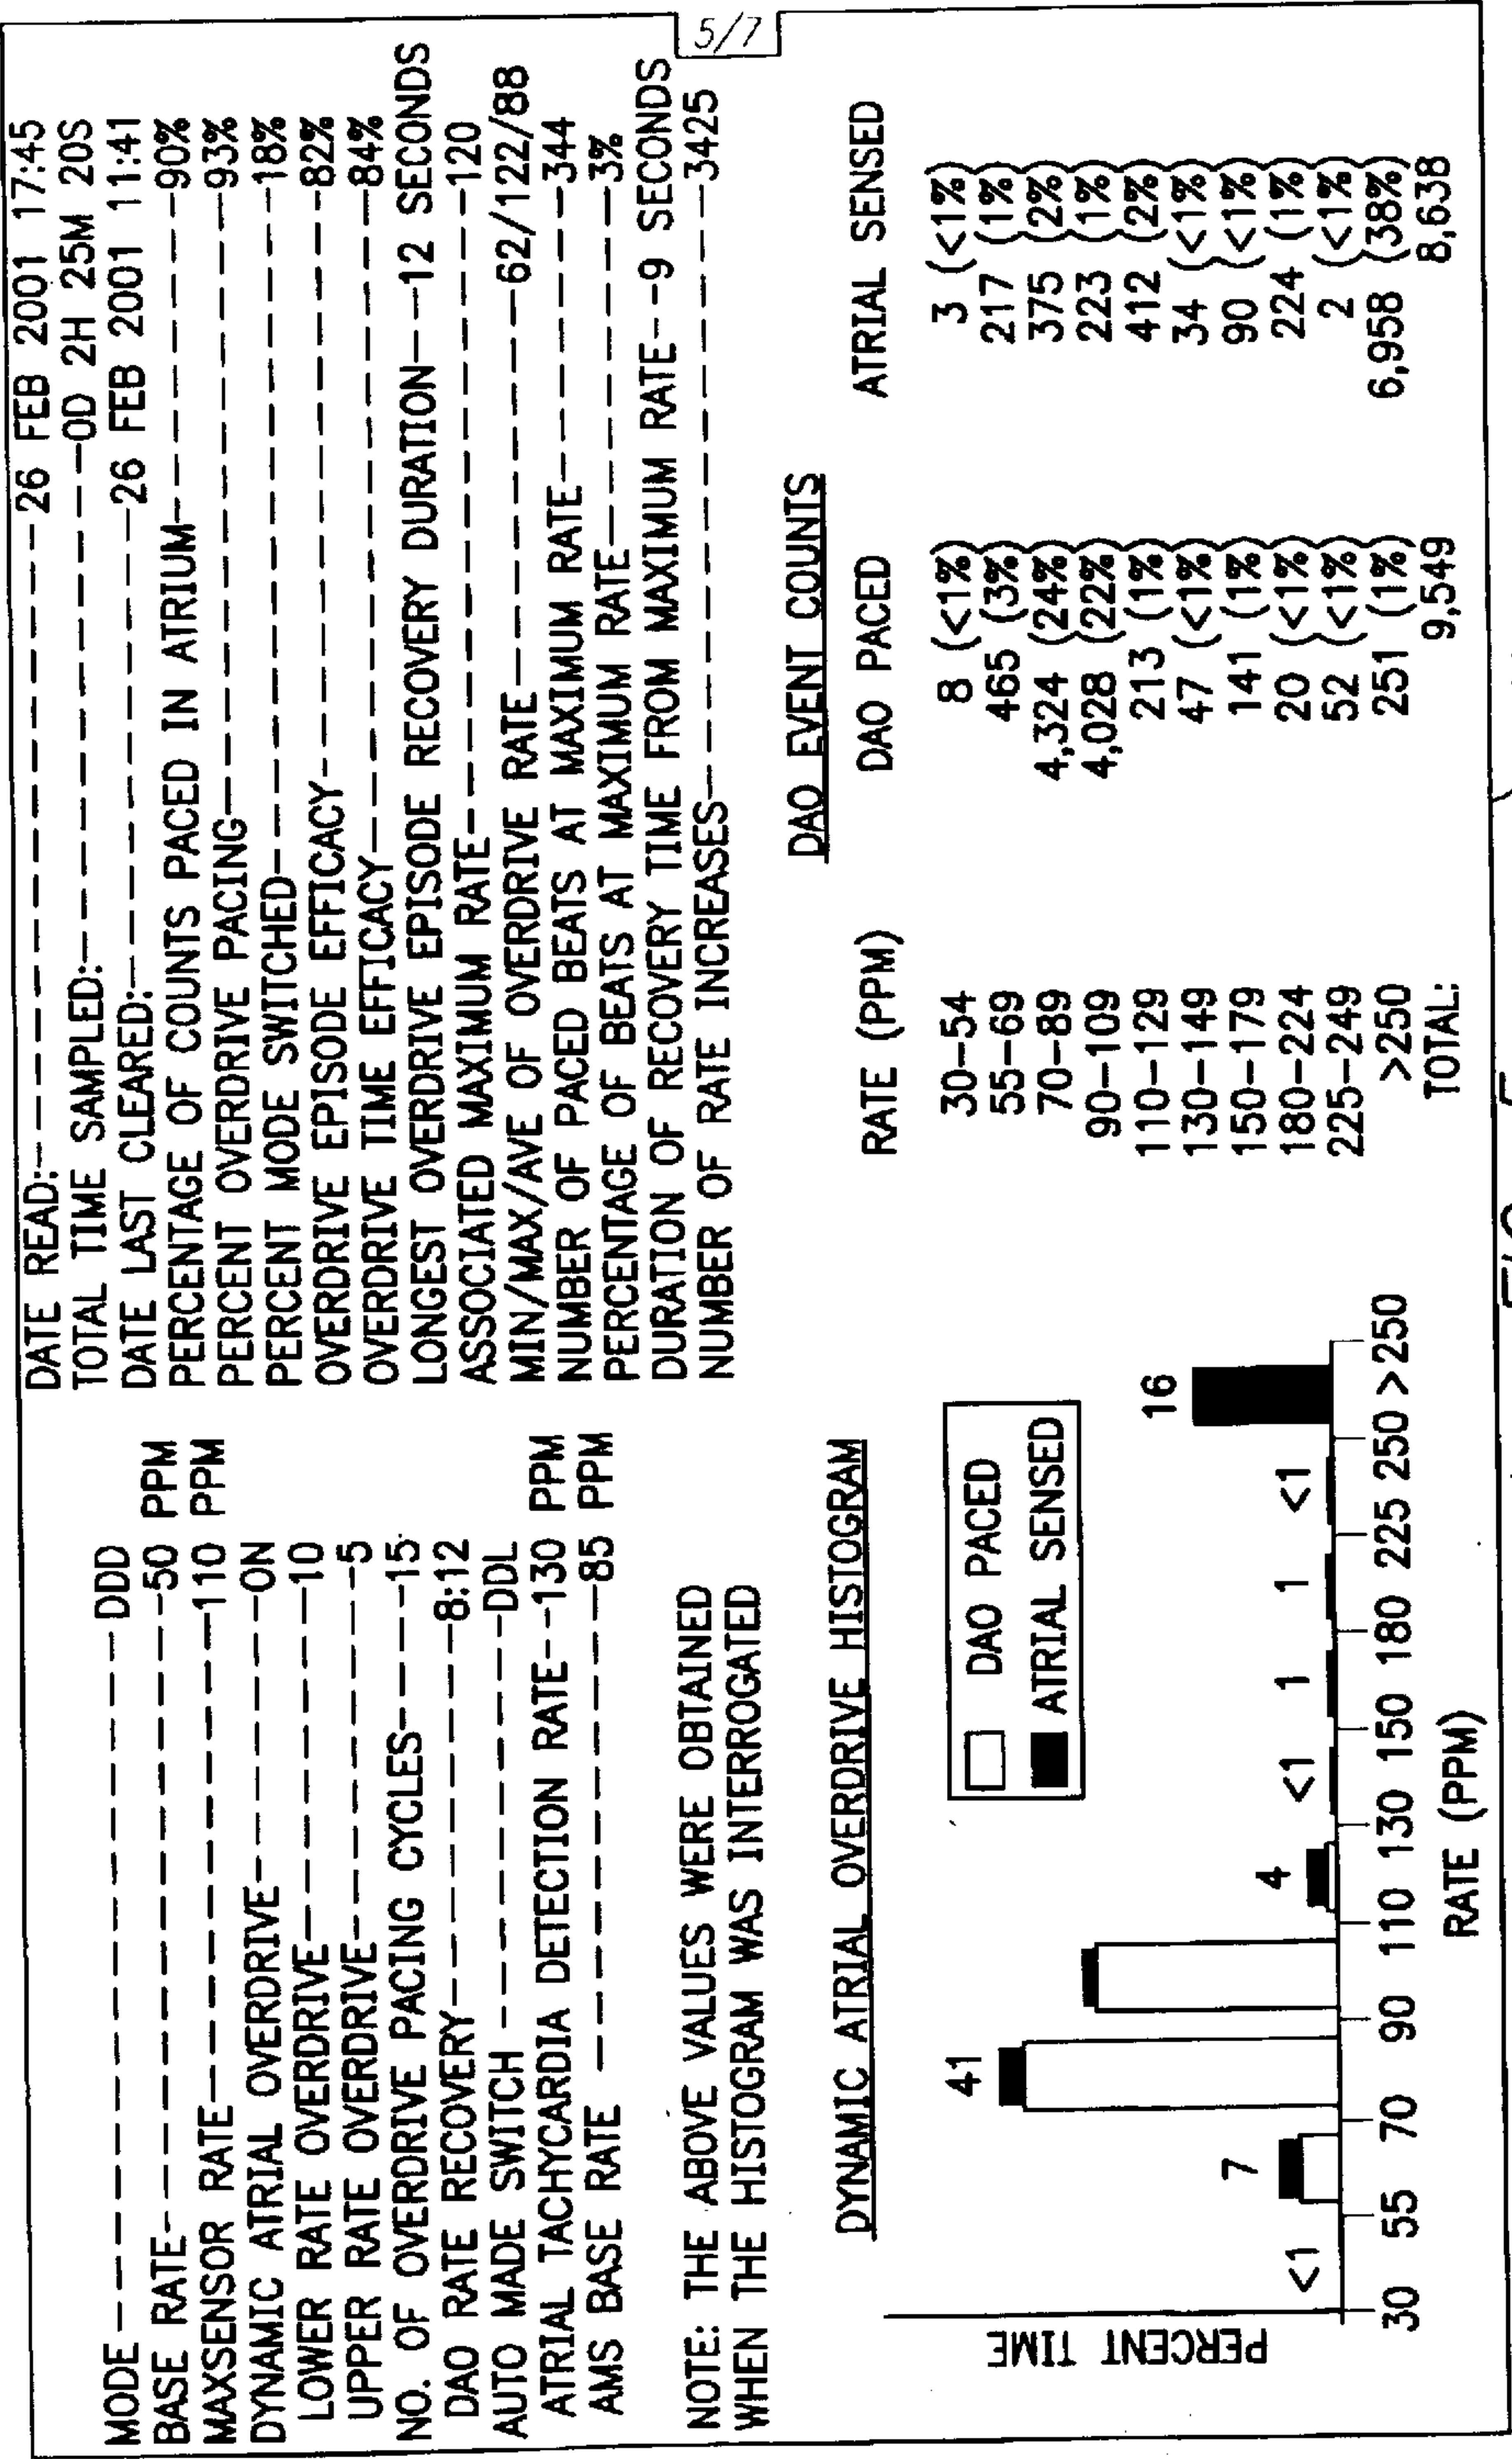 5/7
MODE---DDD
BASE RATE---50 PPM
MAXSENSOR RATE---110 PPM
DYNAMIC ATRIAL OVERDRIVE---ON
LOWER RATE OVERDRIVE---10
UPPER RATE OVERDRIVE---5
NO. OF OVERDRIVE PACING CYCLES---15
DAO RATE RECOVERY---8:12
AUTO MADE SWITCH ---DDL
ATRIAL TACHYCARDIA DETECTION RATE--130 PPM
AMS BASE RATE ---85 PPM
NOTE: THE ABOVE VALUES WERE OBTAINED
WHEN THE HISTOGRAM WAS INTERROGATED
DATE READ:---26 FEB 2001 17:45
TOTAL TIME SAMPLED:---0D 2H 25M 20S
DATE LAST CLEARED:---26 FEB 2001 11:41
PERCENTAGE OF COUNTS PACED IN ATRIUM---90%
PERCENT OVERDRIVE PACING---93%
PERCENT MODE SWITCHED---18%
OVERDRIVE EPISODE EFFICACY---82%
OVERDRIVE TIME EFFICACY---84%
LONGEST OVERDRIVE EPISODE RECOVERY DURATION--12 SECONDS
ASSOCIATED MAXIMUM RATE---120
MIN/MAX/AVE OF OVERDRIVE RATE---62/122/88
NUMBER OF PACED BEATS AT MAXIMUM RATE---344
PERCENTAGE OF BEATS AT MAXIMUM RATE---3%
DURATION OF RECOVERY TIME FROM MAXIMUM RATE--9 SECONDS
NUMBER OF RATE INCREASES---3425
DYNAMIC ATRIAL OVERDRIVE HISTOGRAM
DAO PACED
ATRIAL SENSED
PERCENT TIME
<1 7 41 4 <1 1 1 <1 16
30 55 70 90 110 130 150 180 225 250 >250
RATE (PPM)
DAO EVENT COUNTS
RATE (PPM) DAO PACED ATRIAL SENSED
30-54 8 (<1%) 3 (<1%)
55-69 465 (3%) 217 (1%)
70-89 4,324 (24%) 375 (2%)
90-109 4,028 (22%) 223 (1%)
110-129 213 (1%) 412 (2%)
130-149 47 (<1%) 34 (<1%)
150-179 141 (1%) 90 (<1%)
180-224 20 (<1%) 224 (1%)
225-249 52 (<1%) 2 (<1%)
>250 251 (1%) 6,958 (38%)
TOTAL: 9,549 8,638